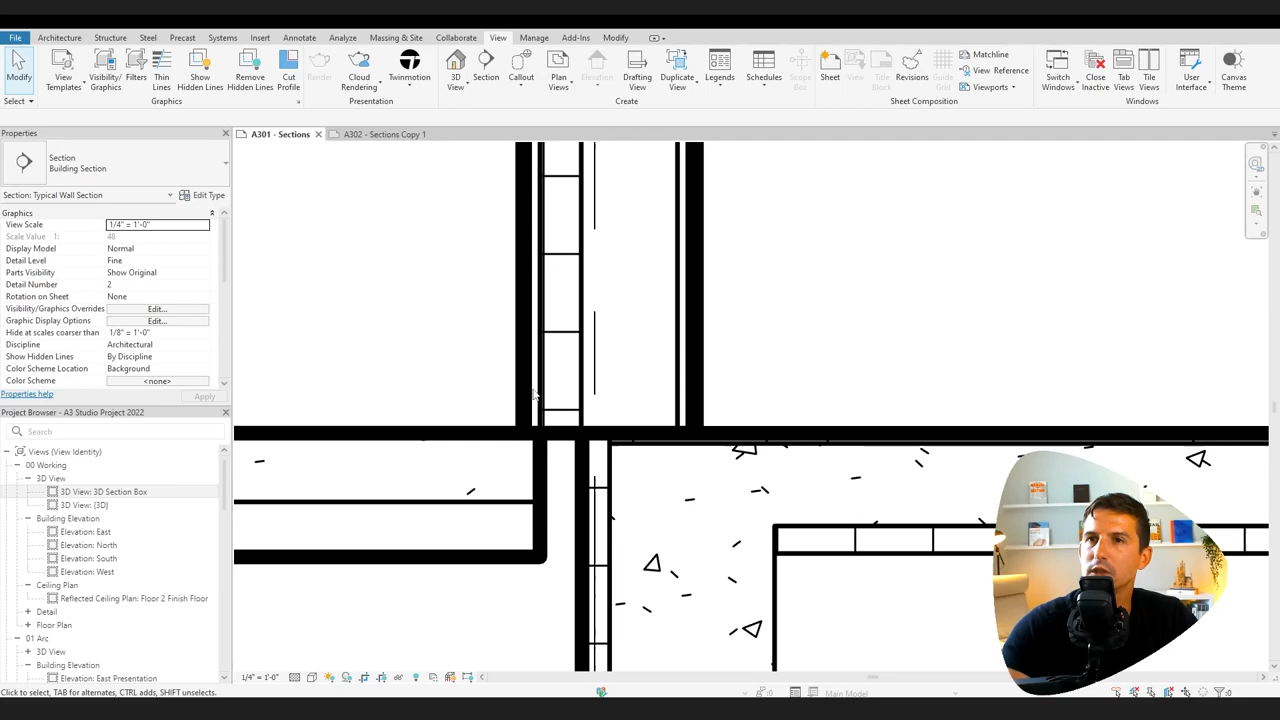 File Architecture Structure Steel Precast Systems Insert Annotate Analyze Massing & Site Collaborate View Manage Add-Ins Modify
Modify View Templates Visibility/ Graphics Filters Thin Lines Show Hidden Lines Remove Hidden Lines Cut Profile Render Cloud Rendering Twinmotion 3D View Section Callout Plan Views Elevation Drafting View Duplicate View Legends Schedules Scope Box Sheet View Title Block Revisions Guide Grid Matchline View Reference Viewports Switch Windows Close Inactive Tab Views Tile Views User Interface Canvas Theme
Select Graphics Presentation Create Sheet Composition Windows
Properties
A301 - Sections
A302 - Sections Copy 1
Section
Building Section
Section: Typical Wall Section Edit Type
Graphics
View Scale 1/4" = 1'-0"
Scale Value 1: 48
Display Model Normal
Detail Level Fine
Parts Visibility Show Original
Detail Number 2
Rotation on Sheet None
Visibility/Graphics Overrides Edit...
Graphic Display Options Edit...
Hide at scales coarser than 1/8" = 1'-0"
Discipline Architectural
Show Hidden Lines By Discipline
Color Scheme Location Background
Color Scheme <none>
Properties help Apply
Project Browser - A3 Studio Project 2022
Search
Views (View Identity)
00 Working
3D View
3D View: 3D Section Box
3D View: {3D}
Building Elevation
Elevation: East
Elevation: North
Elevation: South
Elevation: West
Ceiling Plan
Reflected Ceiling Plan: Floor 2 Finish Floor
Detail
Floor Plan
01 Arc
3D View
Building Elevation
Elevation: East Presentation
1/4" = 1'-0"
Click to select, TAB for alternates, CTRL adds, SHIFT unselects.
:0
Main Model
:0